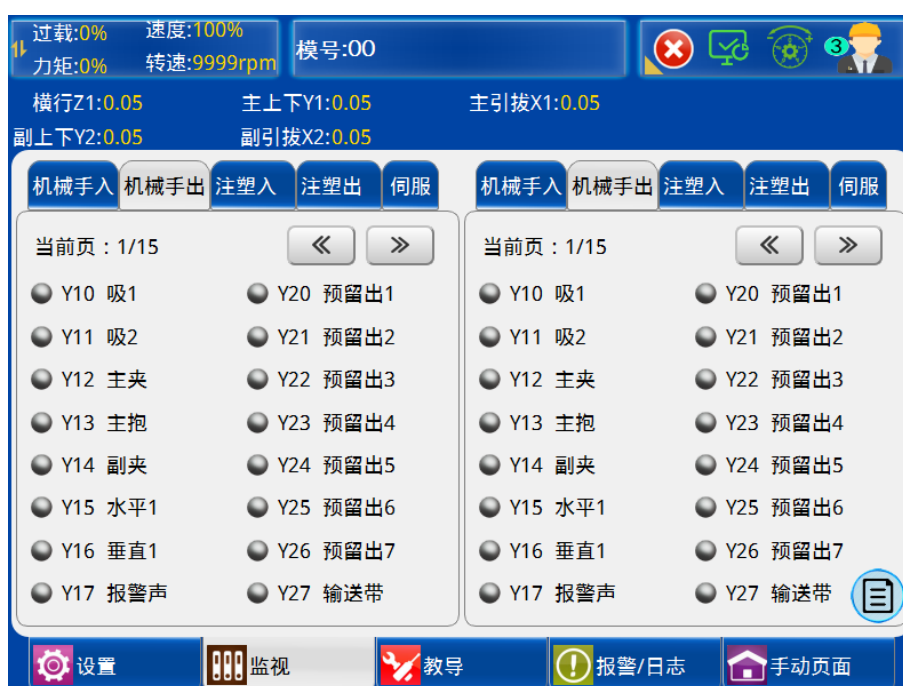 过载:0% 速度:100%
力矩:0% 转速:9999rpm
模号:00
3
横行Z1:0.05 主上下Y1:0.05 主引拔X1:0.05
副上下Y2:0.05 副引拔X2:0.05
机械手入 机械手出 注塑入 注塑出 伺服
当前页：1/15
Y10 吸1 Y20 预留出1
Y11 吸2 Y21 预留出2
Y12 主夹 Y22 预留出3
Y13 主抱 Y23 预留出4
Y14 副夹 Y24 预留出5
Y15 水平1 Y25 预留出6
Y16 垂直1 Y26 预留出7
Y17 报警声 Y27 输送带
机械手入 机械手出 注塑入 注塑出 伺服
当前页：1/15
Y10 吸1 Y20 预留出1
Y11 吸2 Y21 预留出2
Y12 主夹 Y22 预留出3
Y13 主抱 Y23 预留出4
Y14 副夹 Y24 预留出5
Y15 水平1 Y25 预留出6
Y16 垂直1 Y26 预留出7
Y17 报警声 Y27 输送带
设置 监视 教导 报警/日志 手动页面